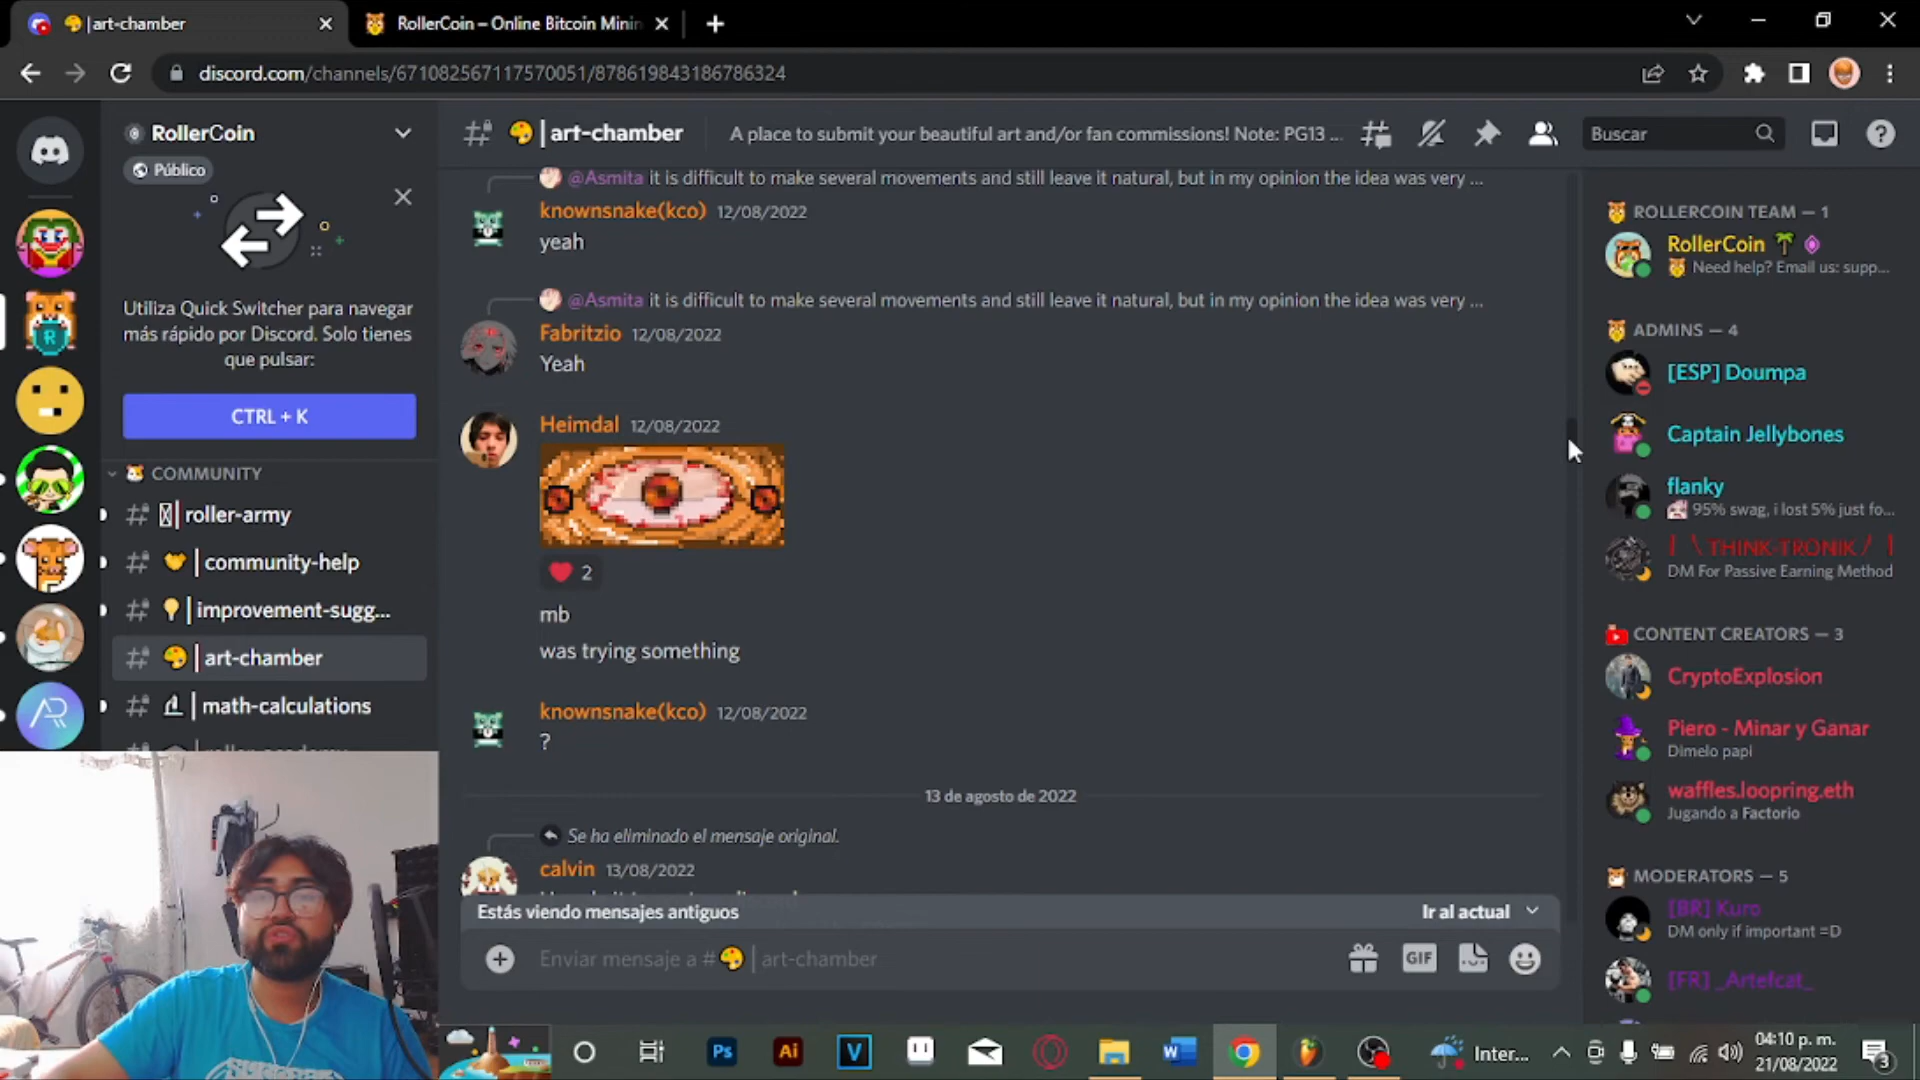 | art-chamber
RollerCoin – Online Bitcoin Minin
discord.com/channels/671082567117570051/878619843186786324
RollerCoin
Público
Utiliza Quick Switcher para navegar
más rápido por Discord. Solo tienes
que pulsar:
CTRL + K
COMMUNITY
| roller-army
| community-help
| improvement-sugg...
| art-chamber
| math-calculations
| art-chamber
A place to submit your beautiful art and/or fan commissions! Note: PG13 ...
Buscar
@Asmita it is difficult to make several movements and still leave it natural, but in my opinion the idea was very ...
knownsnake(kco) 12/08/2022
yeah
@Asmita it is difficult to make several movements and still leave it natural, but in my opinion the idea was very ...
Fabritzio 12/08/2022
Yeah
Heimdal 12/08/2022
2
mb
was trying something
knownsnake(kco) 12/08/2022
?
13 de agosto de 2022
Se ha eliminado el mensaje original.
calvin 13/08/2022
Estás viendo mensajes antiguos
Ir al actual
Enviar mensaje a # | art-chamber
GIF
ROLLERCOIN TEAM — 1
RollerCoin
Need help? Email us: supp...
ADMINS — 4
[ESP] Doumpa
Captain Jellybones
flanky
95% swag, i lost 5% just fo...
| \ THINK-TRONIK / |
DM For Passive Earning Method
CONTENT CREATORS — 3
CryptoExplosion
Piero - Minar y Ganar
Dimelo papi
waffles.loopring.eth
Jugando a Factorio
MODERATORS — 5
[BR] Kuro
DM only if important =D
[FR] _Artefcat_
Ps
Ai
V
Inter...
04:10 p. m.
21/08/2022
3